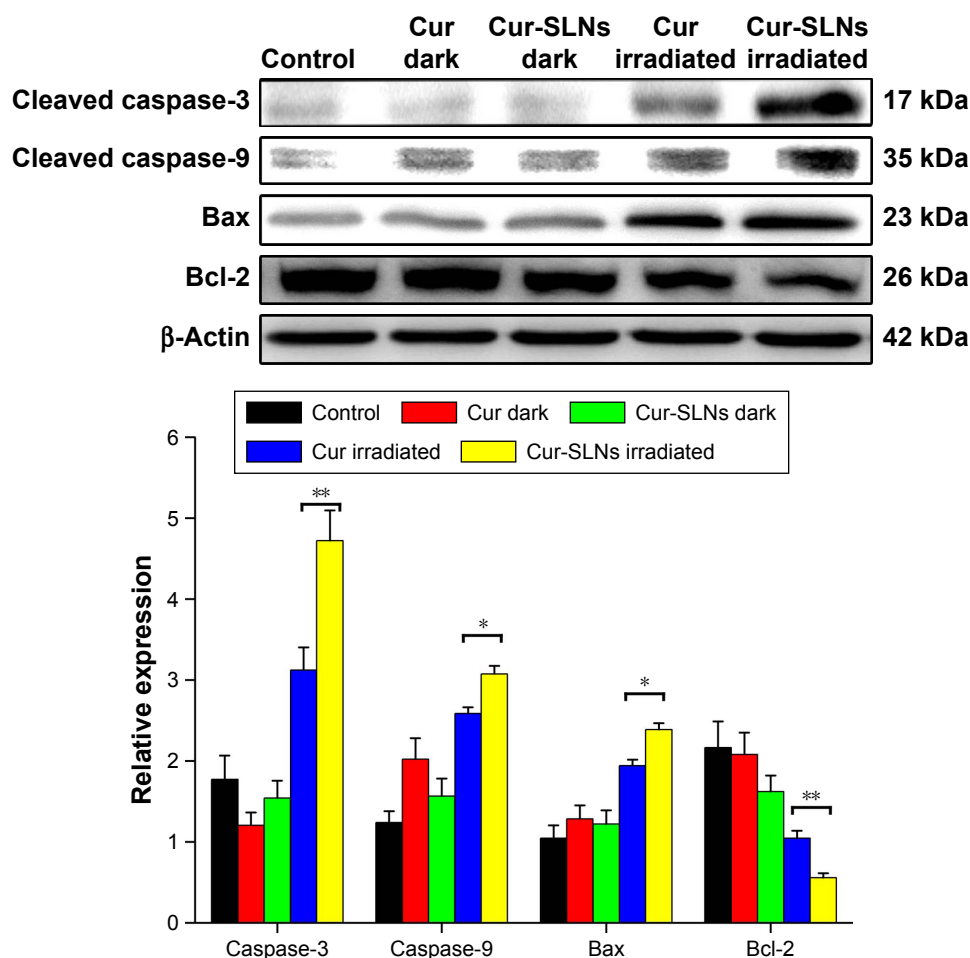 Control Cur dark Cur-SLNs dark Cur irradiated Cur-SLNs irradiated
Cleaved caspase-3 17 kDa
Cleaved caspase-9 35 kDa
Bax 23 kDa
Bcl-2 26 kDa
β-Actin 42 kDa
Control Cur dark Cur-SLNs dark
Cur irradiated Cur-SLNs irradiated
Relative expression
6
5
4
3
2
1
0
**
*
*
**
Caspase-3 Caspase-9 Bax Bcl-2